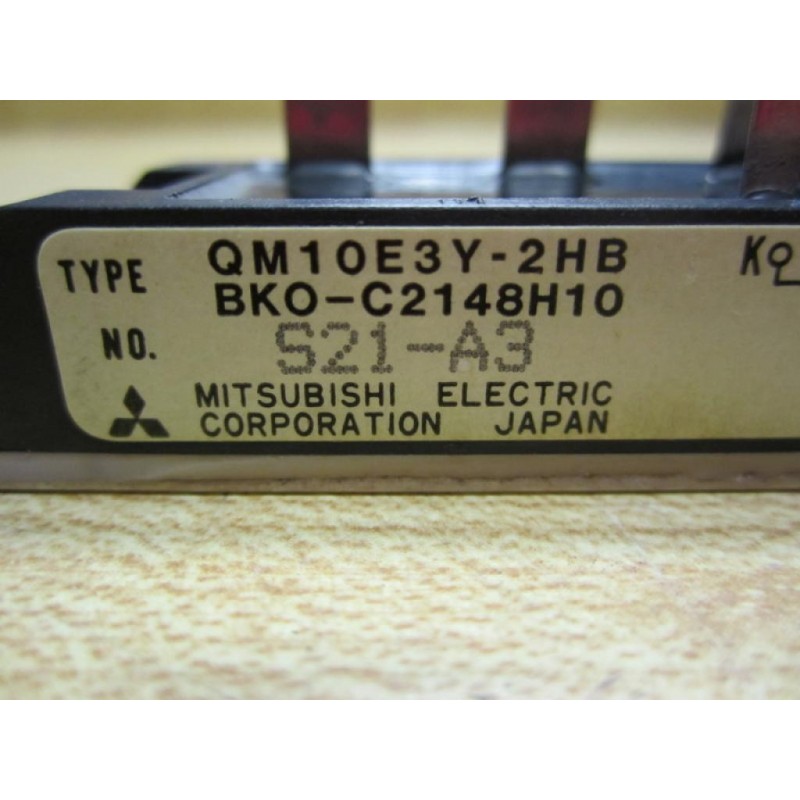 TYPE QM10E3Y-2HB
BKO-C2148H10
NO. S21-A3
MITSUBISHI ELECTRIC
CORPORATION JAPAN
K